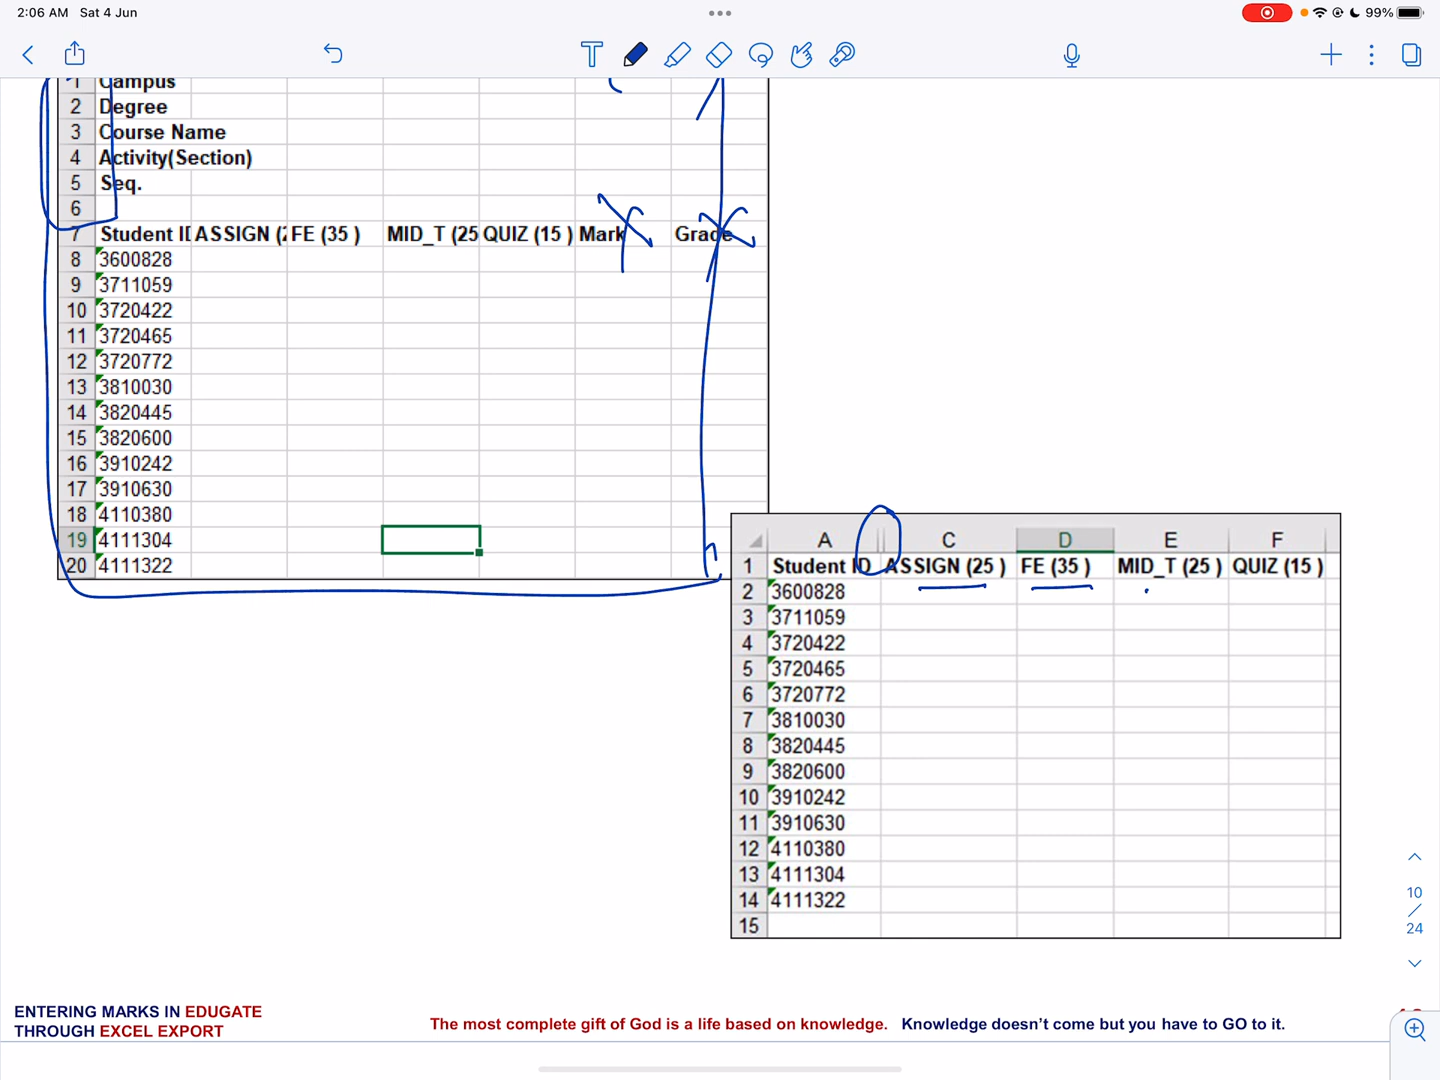 2:06 AM Sat 4 Jun
99%
1 Campus
2 Degree
3 Course Name
4 Activity(Section)
5 Seq.
6
7 Student ID ASSIGN (2 FE (35 ) MID_T (25 QUIZ (15 ) Mark Grade
8 3600828
9 3711059
10 3720422
11 3720465
12 3720772
13 3810030
14 3820445
15 3820600
16 3910242
17 3910630
18 4110380
19 4111304
20 4111322
A C D E F
1 Student ID ASSIGN (25 ) FE (35 ) MID_T (25 ) QUIZ (15 )
2 3600828
3 3711059
4 3720422
5 3720465
6 3720772
7 3810030
8 3820445
9 3820600
10 3910242
11 3910630
12 4110380
13 4111304
14 4111322
15
10
/
24
ENTERING MARKS IN EDUGATE
THROUGH EXCEL EXPORT
The most complete gift of God is a life based on knowledge. Knowledge doesn't come but you have to GO to it.